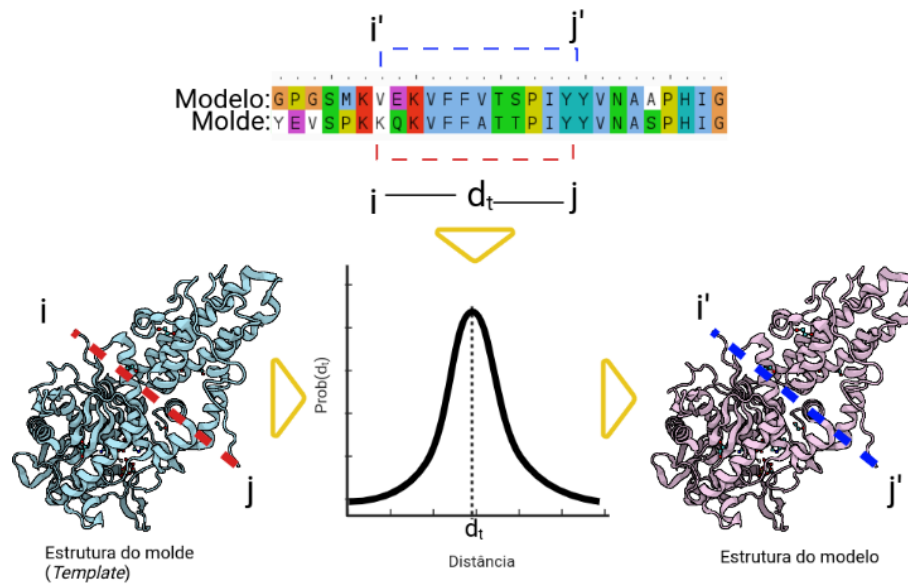 i' j'
Modelo: GPGSMKVEKVFFVTSPIYYVNAAPHIG
Molde: YEVSPKKQKVFFATTPIYYVNASPHIG
i dₜ j
i
j
Prob(dₜ)
dₜ
Distância
i'
j'
Estrutura do molde
(Template)
Estrutura do modelo